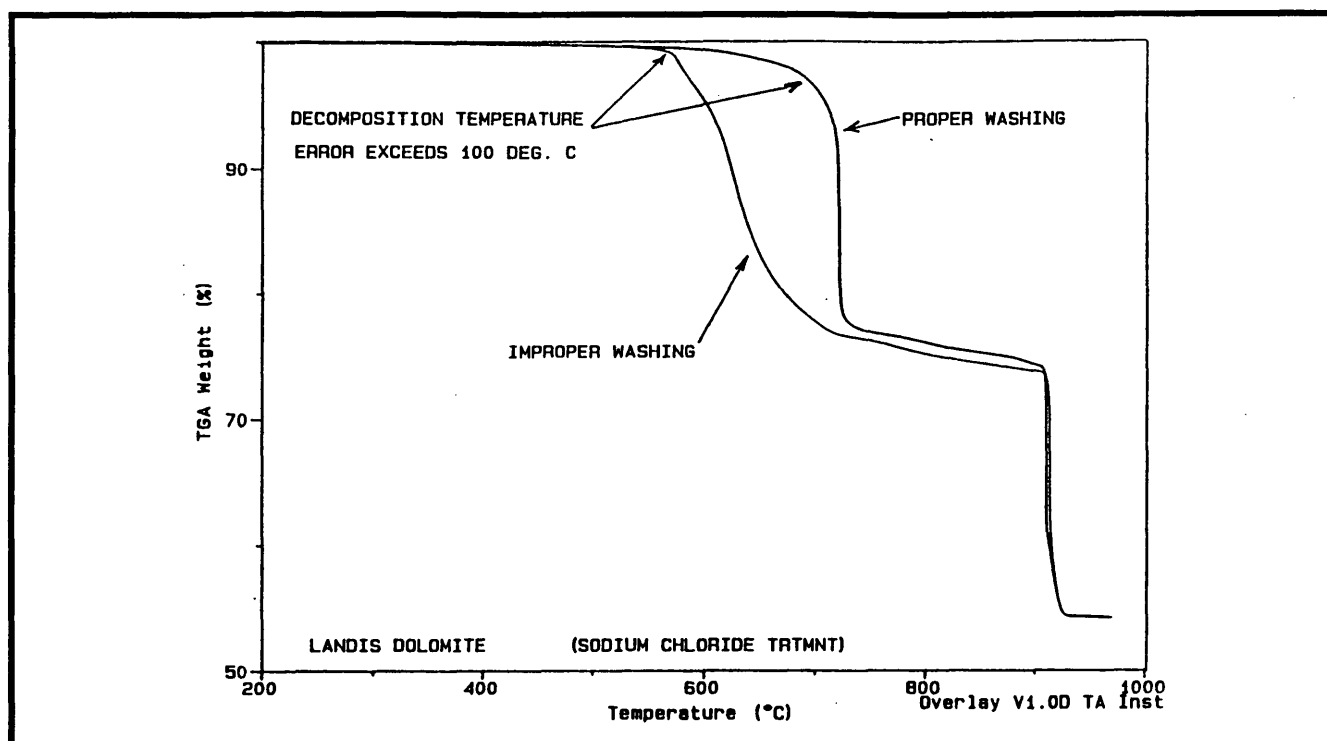 DECOMPOSITION TEMPERATURE
ERROR EXCEEDS 100 DEG. C
PROPER WASHING
IMPROPER WASHING
LANDIS DOLOMITE (SODIUM CHLORIDE TRTMNT)
TGA Weight (%)
90
70
50
200 400 600 800 1000
Temperature (°C)
Overlay V1.0D TA Inst